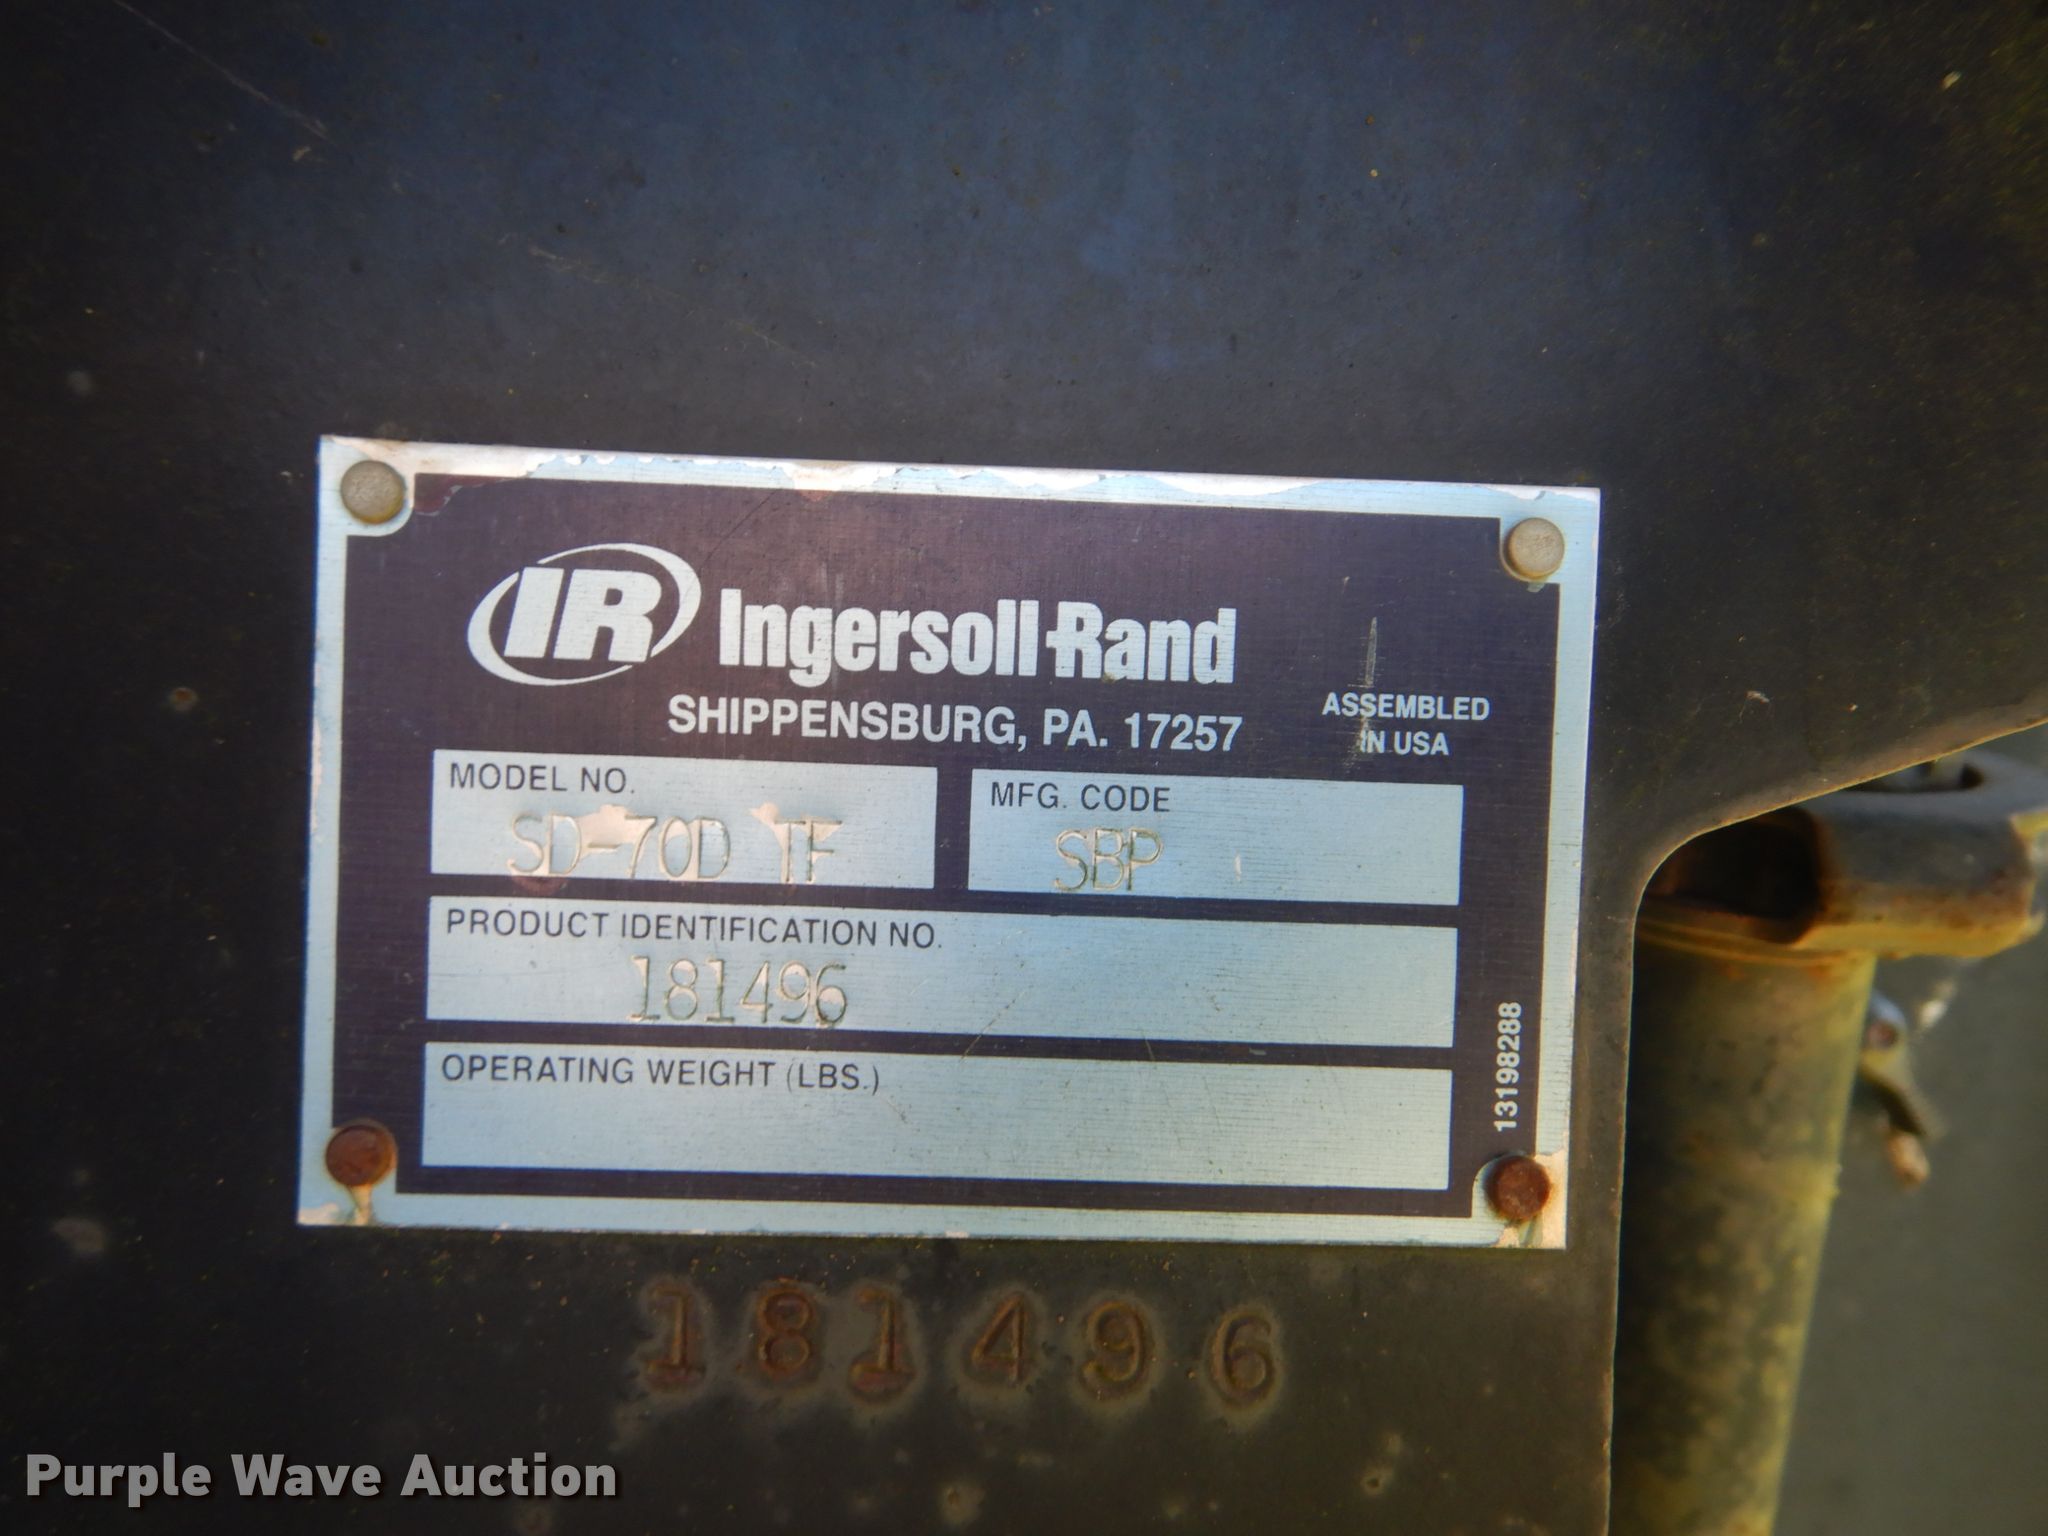 IR Ingersoll-Rand
SHIPPENSBURG, PA. 17257
ASSEMBLED
IN USA
MODEL NO.
SD-70D TF
MFG. CODE
SBP
PRODUCT IDENTIFICATION NO.
181496
OPERATING WEIGHT (LBS.)
13198288
181496
Purple Wave Auction